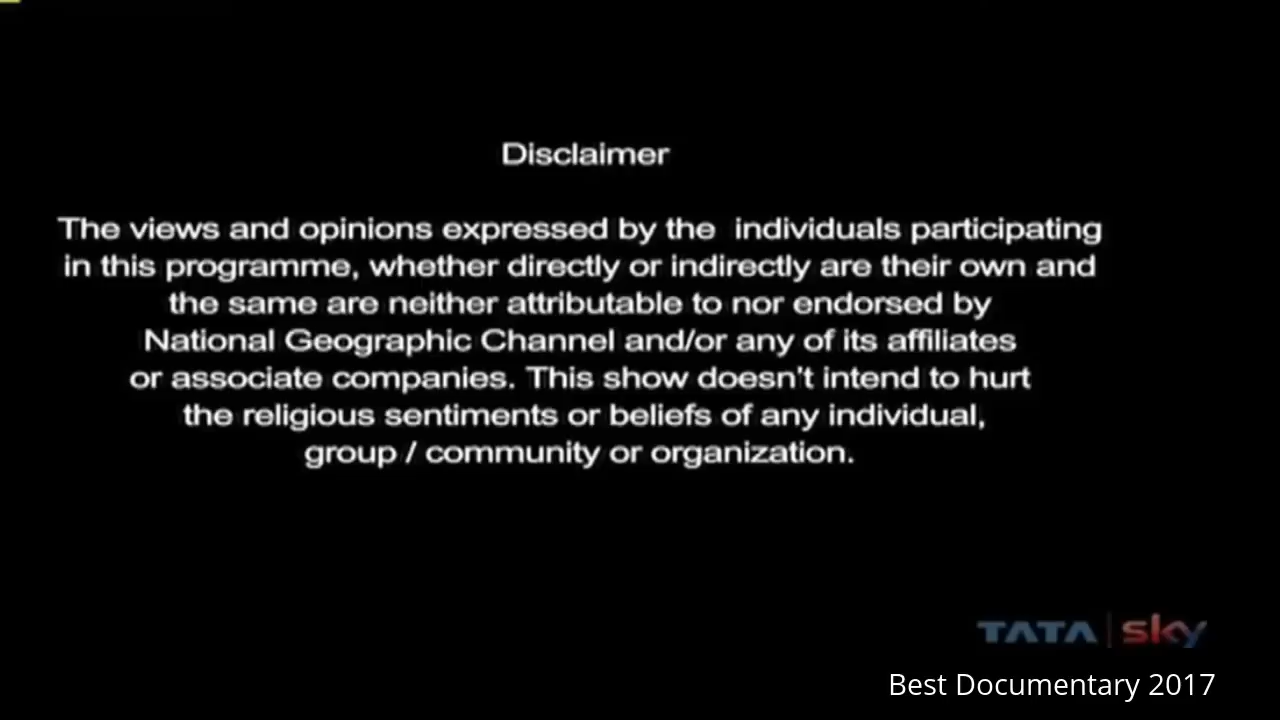 Disclaimer
The views and opinions expressed by the individuals participating
in this programme, whether directly or indirectly are their own and
the same are neither attributable to nor endorsed by
National Geographic Channel and/or any of its affiliates
or associate companies. This show doesn't intend to hurt
the religious sentiments or beliefs of any individual,
group / community or organization.
TATA sky
Best Documentary 2017